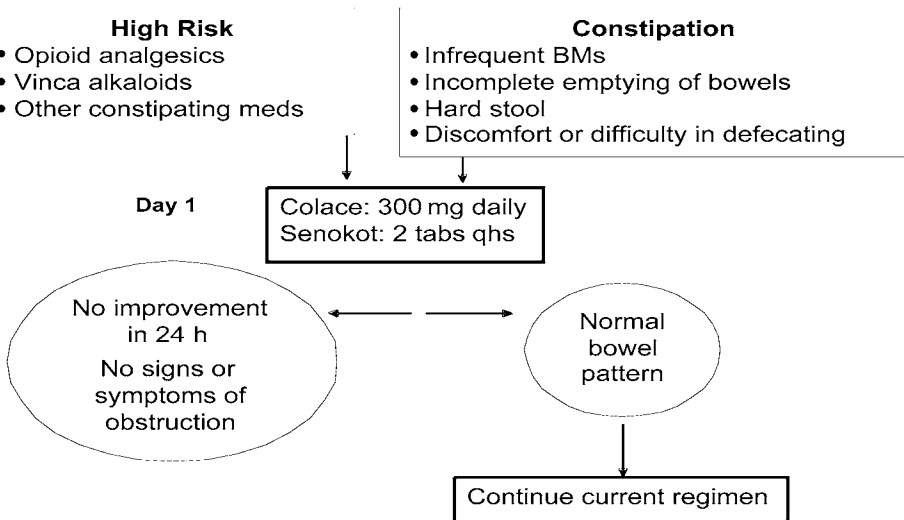 High Risk
• Opioid analgesics
• Vinca alkaloids
• Other constipating meds
Constipation
• Infrequent BMs
• Incomplete emptying of bowels
• Hard stool
• Discomfort or difficulty in defecating
Day 1
Colace: 300 mg daily
Senokot: 2 tabs qhs
No improvement
in 24 h
No signs or
symptoms of
obstruction
Normal
bowel
pattern
Continue current regimen